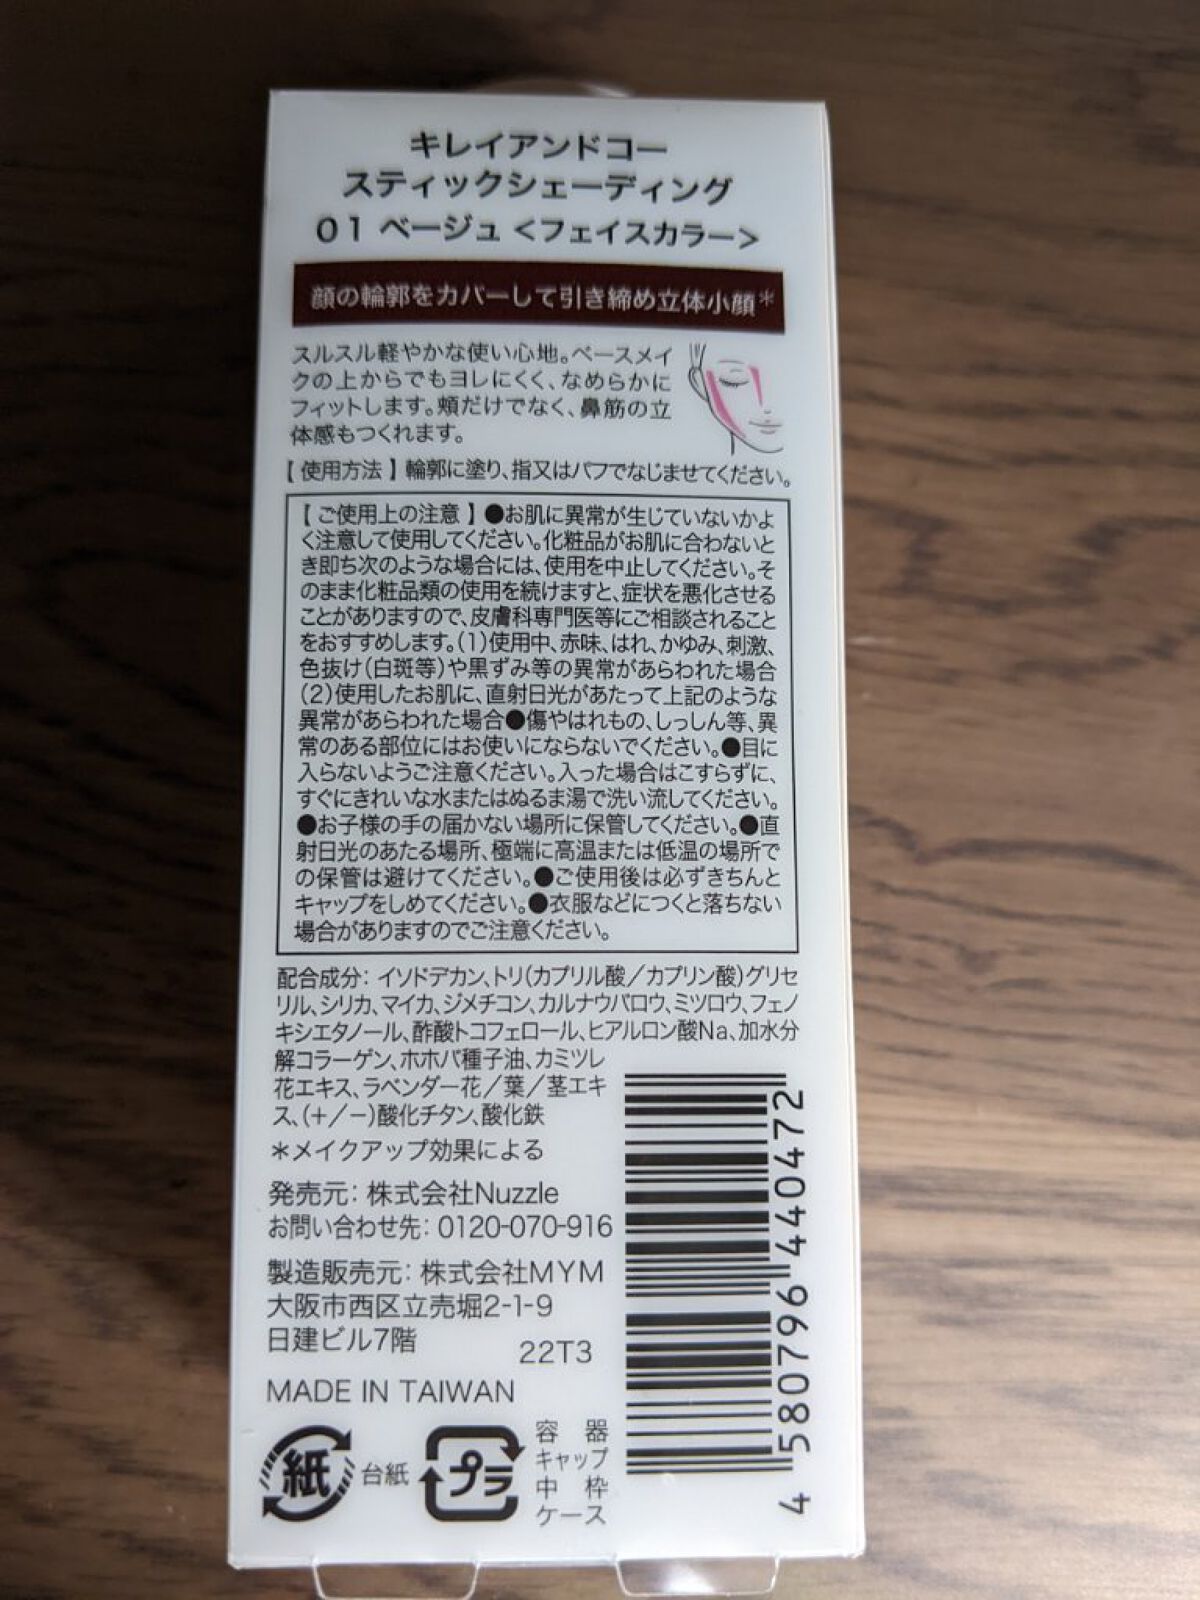 キレイアンドコー
スティックシェーディング
01 ベージュ <フェイスカラー>
顔の輪郭をカバーして引き締め立体小顔*
スルスル軽やかな使い心地。ベースメイ
クの上からでもヨレにくく、なめらかに
フィットします。頬だけでなく、鼻筋の立
体感もつくれます。
【使用方法】輪郭に塗り、指又はパフでなじませてください。
【ご使用上の注意】●お肌に異常が生じていないかよ
く注意して使用してください。化粧品がお肌に合わないと
き即ち次のような場合には、使用を中止してください。そ
のまま化粧品類の使用を続けますと、症状を悪化させる
ことがありますので、皮膚科専門医等にご相談されること
をおすすめします。(1)使用中、赤味、はれ、かゆみ、刺激、
色抜け(白斑等)や黒ずみ等の異常があらわれた場合
(2)使用したお肌に、直射日光があたって上記のような
異常があらわれた場合●傷やはれもの、しっしん等、異
常のある部位にはお使いにならないでください。●目に
入らないようご注意ください。入った場合はこすらずに、
すぐにきれいな水またはぬるま湯で洗い流してください。
●お子様の手の届かない場所に保管してください。●直
射日光のあたる場所、極端に高温または低温の場所で
の保管は避けてください。●ご使用後は必ずきちんと
キャップをしめてください。●衣服などにつくと落ちない
場合がありますのでご注意ください。
配合成分: イソドデカン、トリ(カプリル酸/カプリン酸)グリセ
リル、シリカ、マイカ、ジメチコン、カルナウバロウ、ミツロウ、フェノ
キシエタノール、酢酸トコフェロール、ヒアルロン酸Na、加水分
解コラーゲン、ホホバ種子油、カミツレ
花エキス、ラベンダー花/葉/茎エキ
ス、(+/-)酸化チタン、酸化鉄
*メイクアップ効果による
発売元: 株式会社Nuzzle
お問い合わせ先: 0120-070-916
製造販売元: 株式会社MYM
大阪市西区立売堀2-1-9
日建ビル7階
22T3
MADE IN TAIWAN
紙
台紙
プラ
容器
キャップ
中枠
ケース
4 580796 440472